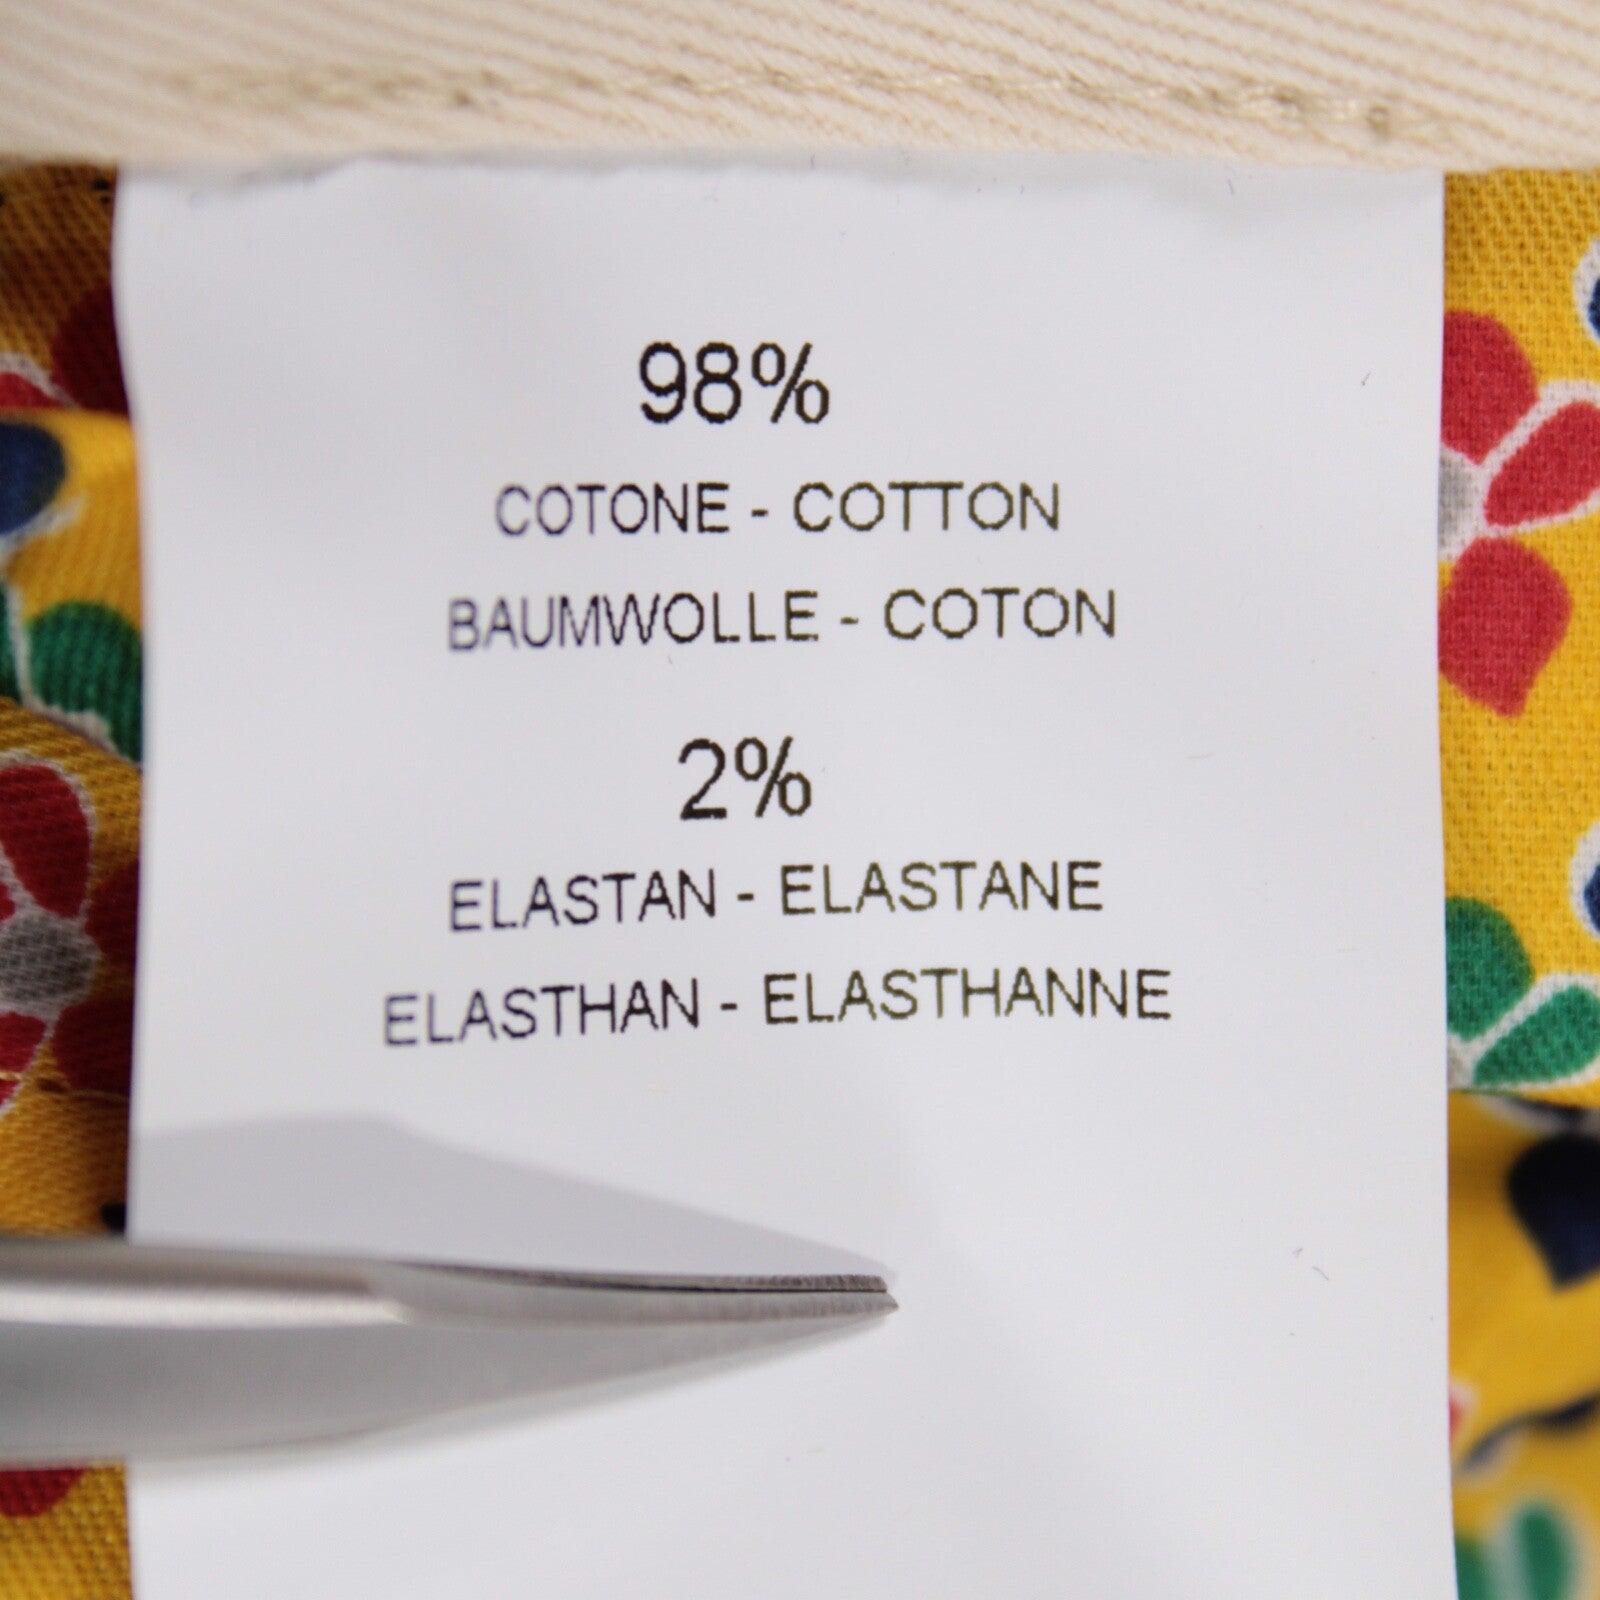 98%
COTONE - COTTON
BAUMWOLLE - COTON
2%
ELASTAN - ELASTANE
ELASTHAN - ELASTHANNE